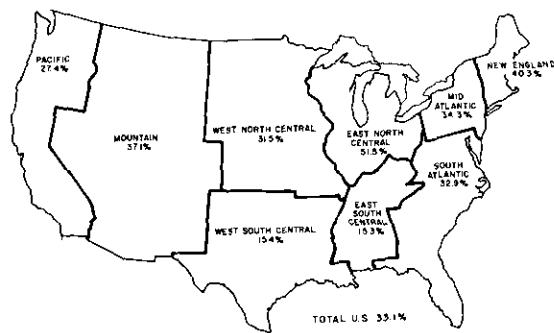 PACIFIC
27.4%
MOUNTAIN
37.1%
WEST NORTH CENTRAL
31.5%
EAST NORTH
CENTRAL
51.5%
MID
ATLANTIC
34.3%
NEW ENGLAND
40.3%
SOUTH
ATLANTIC
32.9%
WEST SOUTH CENTRAL
15.4%
EAST
SOUTH
CENTRAL
15.3%
TOTAL U.S 33.1%